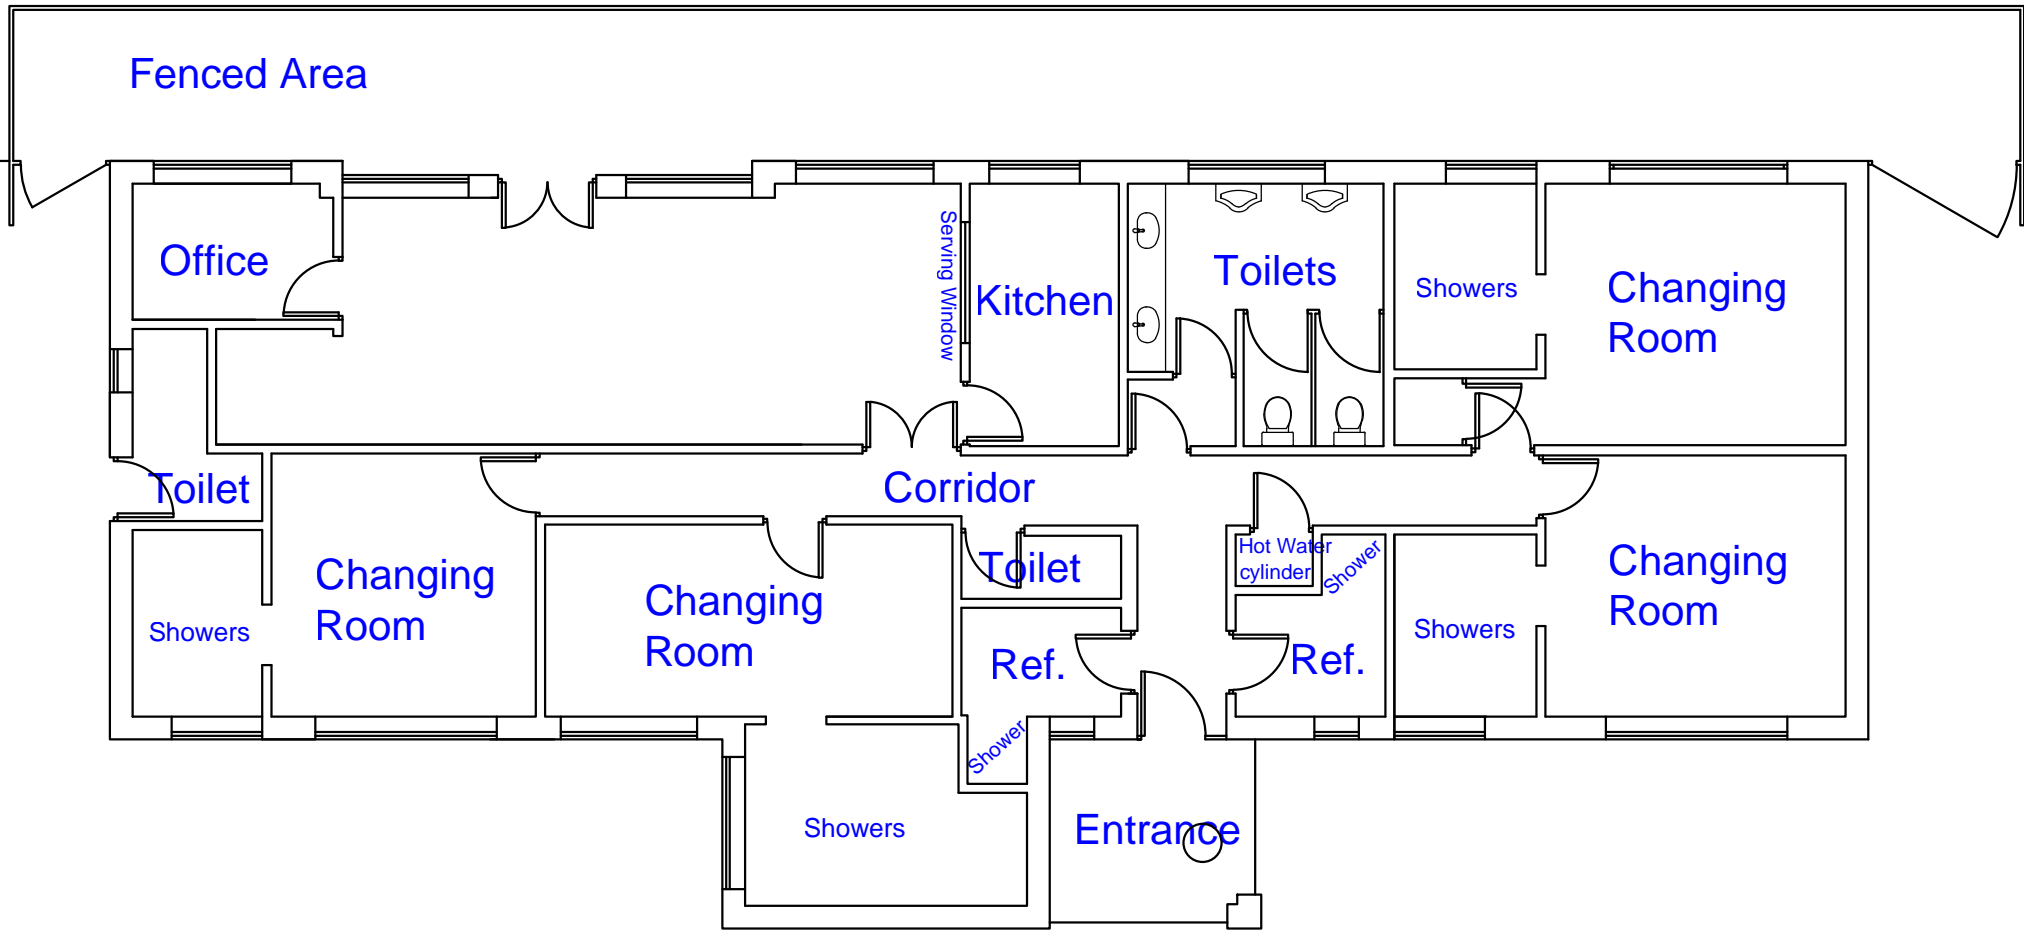 Fenced Area
Office
Serving Window
Kitchen
Toilets
Showers
Changing
Room
Toilet
Corridor
Showers
Changing
Room
Changing
Room
Toilet
Ref.
Shower
Showers
Hot Water
cylinder
Shower
Ref.
Showers
Changing
Room
Entrance